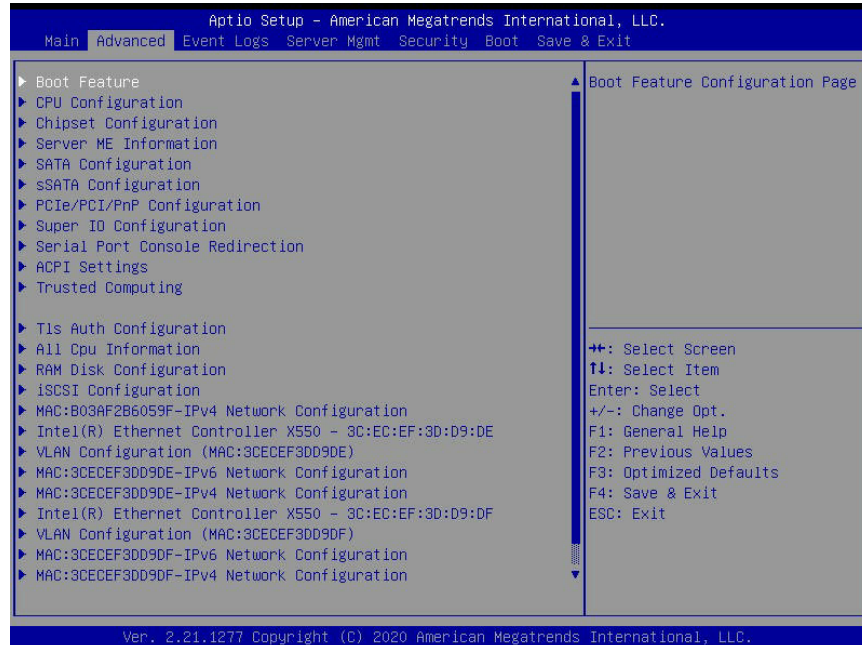 Aptio Setup – American Megatrends International, LLC.
Main Advanced Event Logs Server Mgmt Security Boot Save & Exit
Boot Feature
CPU Configuration
Chipset Configuration
Server ME Information
SATA Configuration
sSATA Configuration
PCIe/PCI/PnP Configuration
Super IO Configuration
Serial Port Console Redirection
ACPI Settings
Trusted Computing
Tls Auth Configuration
All Cpu Information
RAM Disk Configuration
iSCSI Configuration
MAC:B03AF2B6059F-IPv4 Network Configuration
Intel(R) Ethernet Controller X550 - 3C:EC:EF:3D:D9:DE
VLAN Configuration (MAC:3CECEF3DD9DE)
MAC:3CECEF3DD9DE-IPv6 Network Configuration
MAC:3CECEF3DD9DE-IPv4 Network Configuration
Intel(R) Ethernet Controller X550 - 3C:EC:EF:3D:D9:DF
VLAN Configuration (MAC:3CECEF3DD9DF)
MAC:3CECEF3DD9DF-IPv6 Network Configuration
MAC:3CECEF3DD9DF-IPv4 Network Configuration
Boot Feature Configuration Page
→←: Select Screen
↑↓: Select Item
Enter: Select
+/-: Change Opt.
F1: General Help
F2: Previous Values
F3: Optimized Defaults
F4: Save & Exit
ESC: Exit
Ver. 2.21.1277 Copyright (C) 2020 American Megatrends International, LLC.